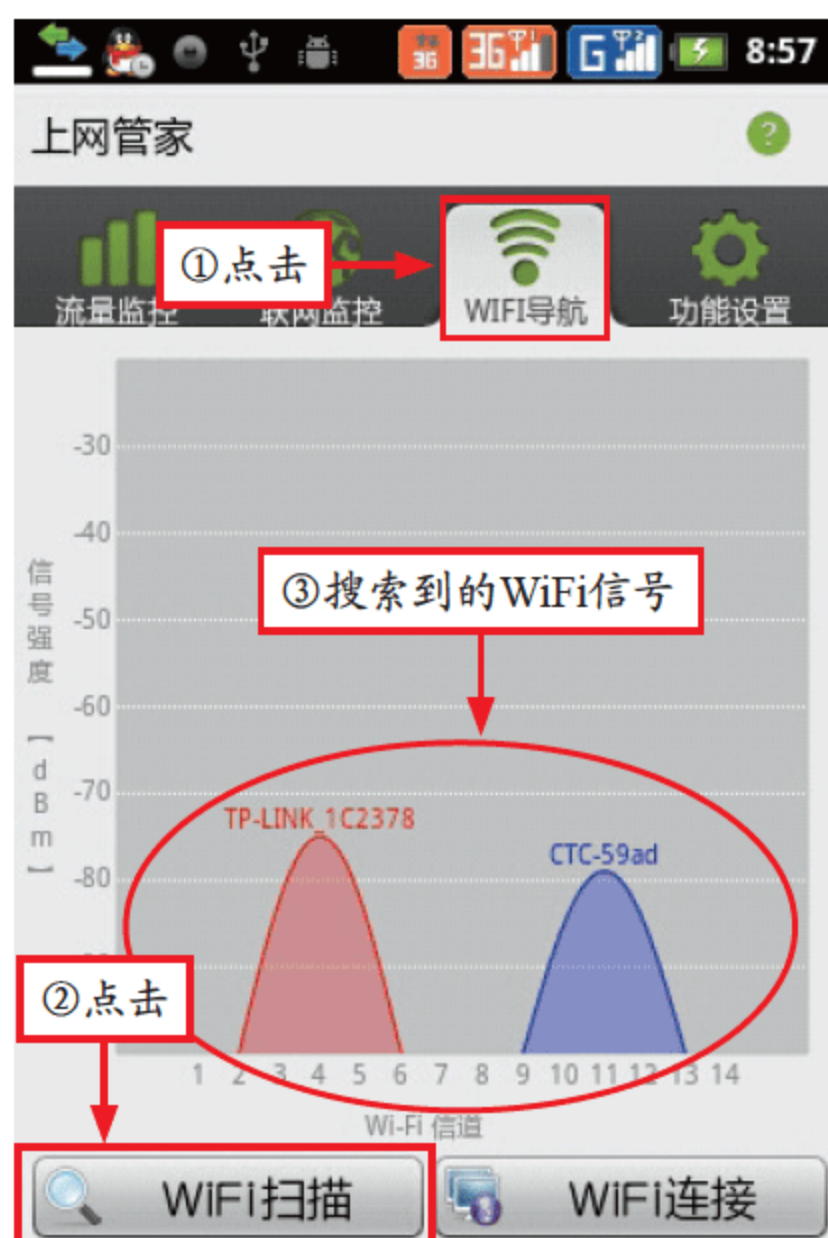 3G 3G 1 G 2 8:57
上网管家 ?
①点击
流量监控 联网监控 WIFI导航 功能设置
-30
-40
③搜索到的WiFi信号
-50
-60
-70
TP-LINK_1C2378
CTC-59ad
-80
信号强度【dBm】
②点击
1 2 3 4 5 6 7 8 9 10 11 12 13 14
Wi-Fi 信道
WiFi扫描 WiFi连接